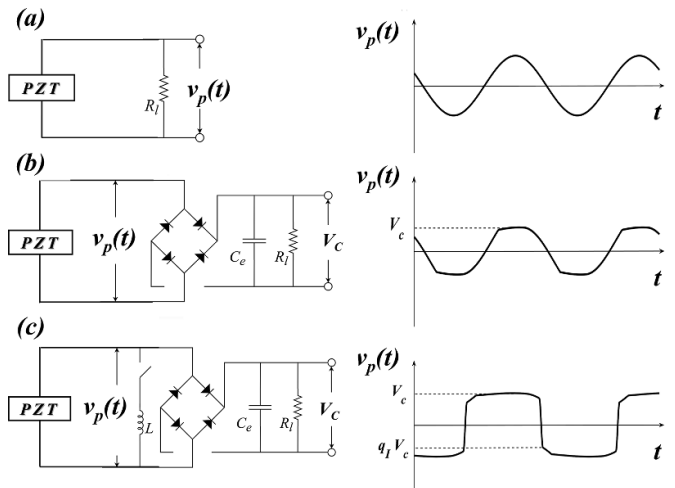 (a)
PZT
R_l
v_p(t)
v_p(t)
t
(b)
PZT
v_p(t)
C_e
R_l
V_C
v_p(t)
V_c
t
(c)
PZT
v_p(t)
L
C_e
R_l
V_C
v_p(t)
V_c
q_I V_c
t